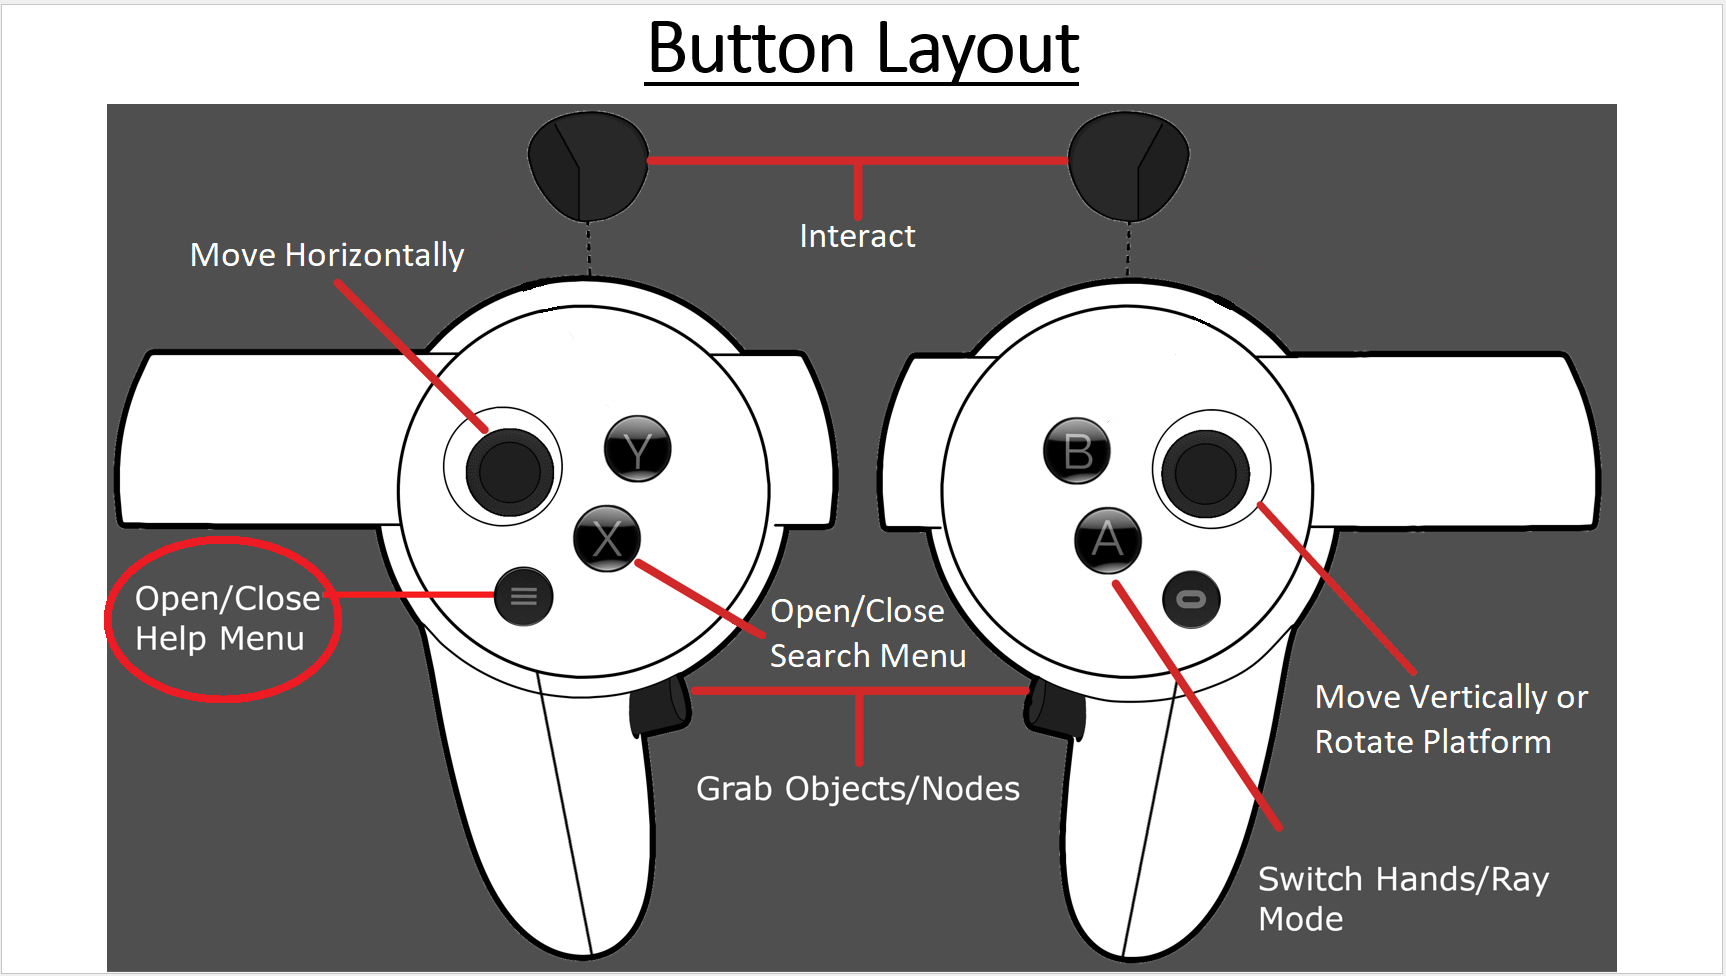 Button Layout
Interact
Move Horizontally
Y
B
X
A
Open/Close
Help Menu
Open/Close
Search Menu
Move Vertically or
Rotate Platform
Grab Objects/Nodes
Switch Hands/Ray
Mode